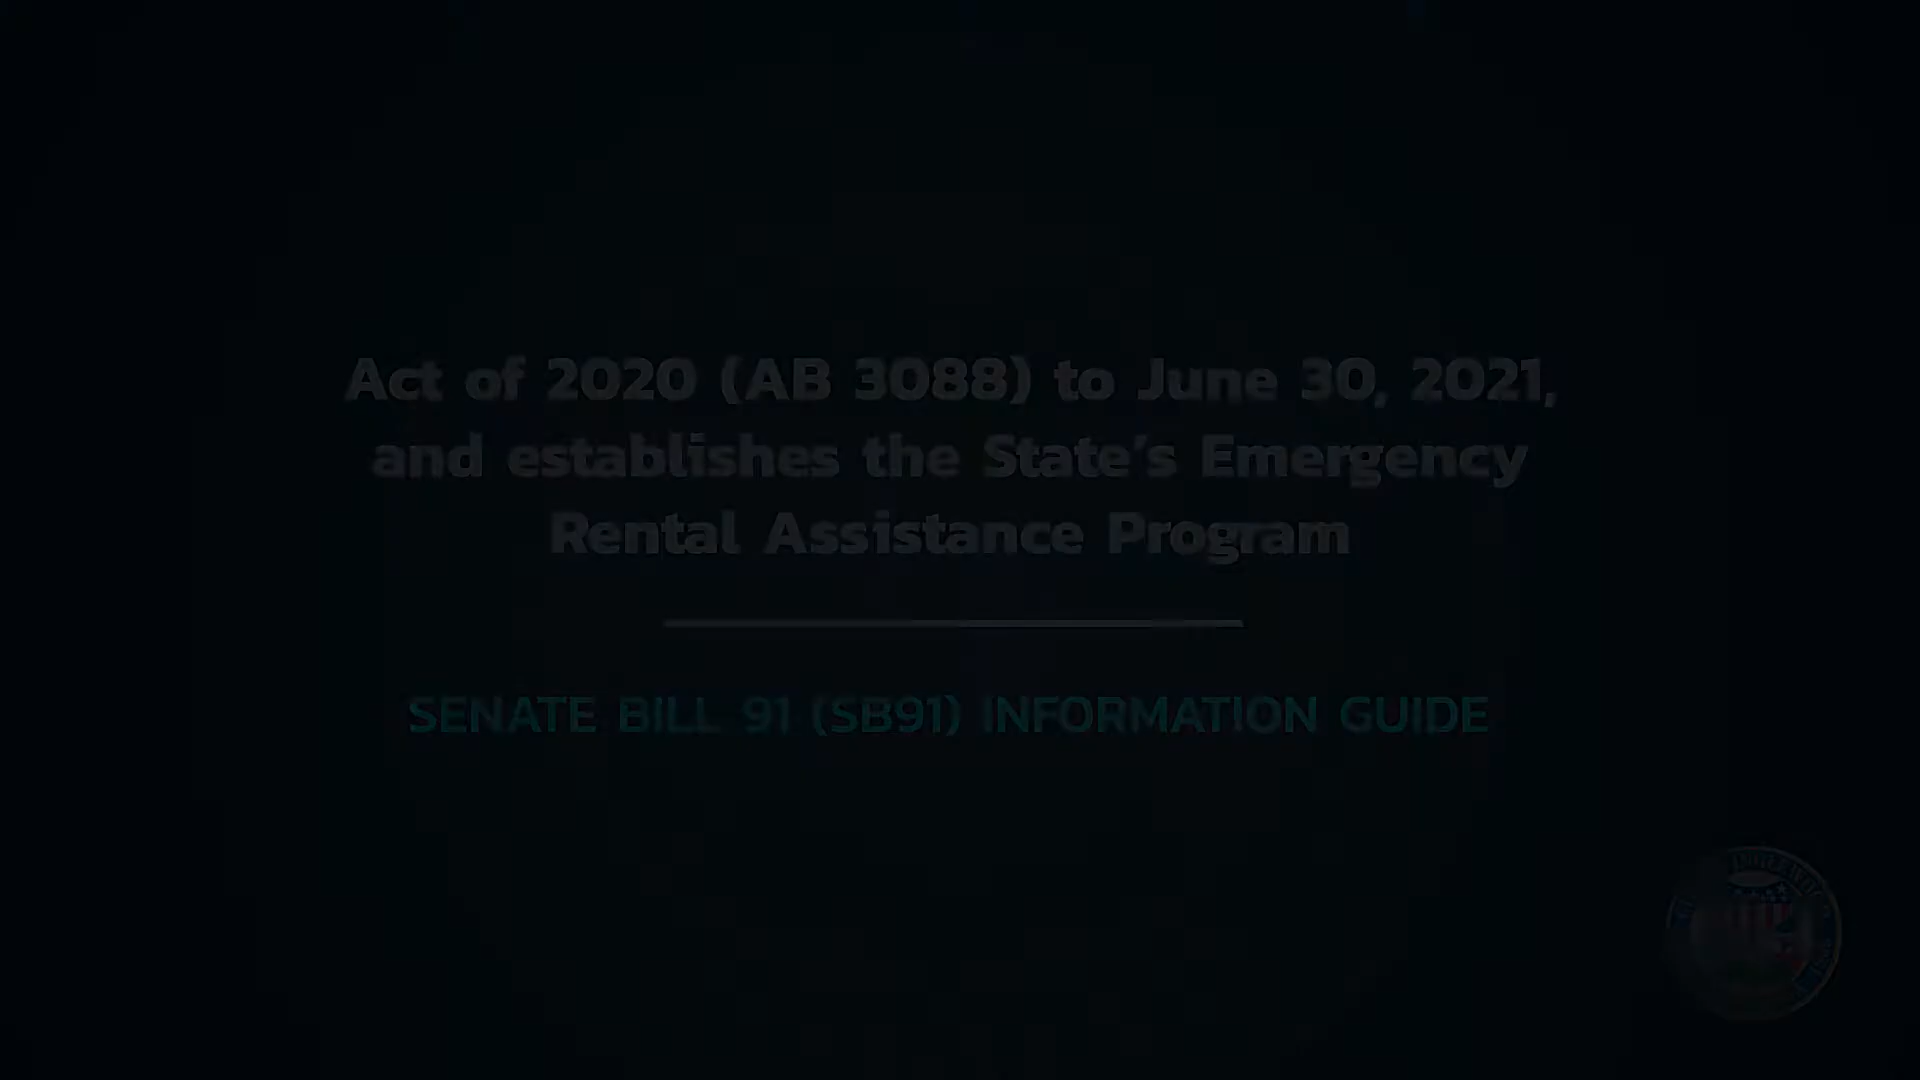 Act of 2020 (AB 3088) to June 30, 2021,
and establishes the State’s Emergency
Rental Assistance Program
SENATE BILL 91 (SB91) INFORMATION GUIDE